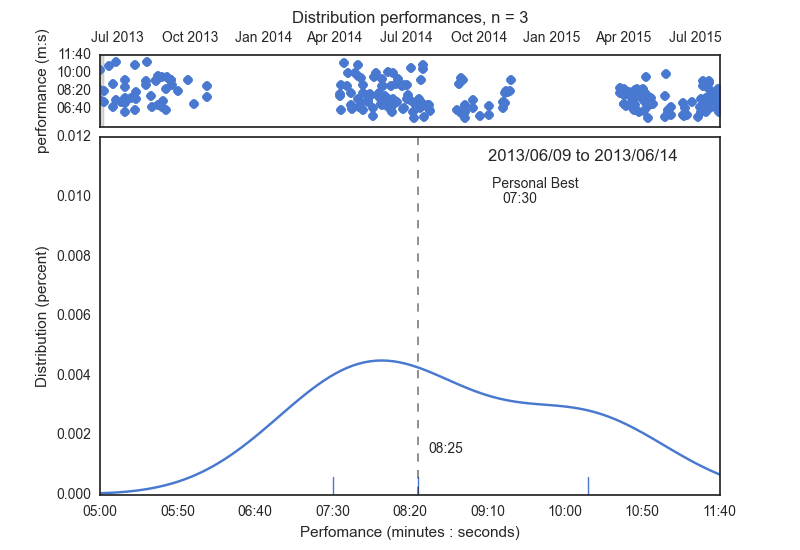 Distribution performances, n = 3
Jul 2013 Oct 2013 Jan 2014 Apr 2014 Jul 2014 Oct 2014 Jan 2015 Apr 2015 Jul 2015
performance (m:s)
11:40
10:00
08:20
06:40
Distribution (percent)
0.012
0.010
0.008
0.006
0.004
0.002
0.000
2013/06/09 to 2013/06/14
Personal Best
07:30
08:25
05:00 05:50 06:40 07:30 08:20 09:10 10:00 10:50 11:40
Perfomance (minutes : seconds)